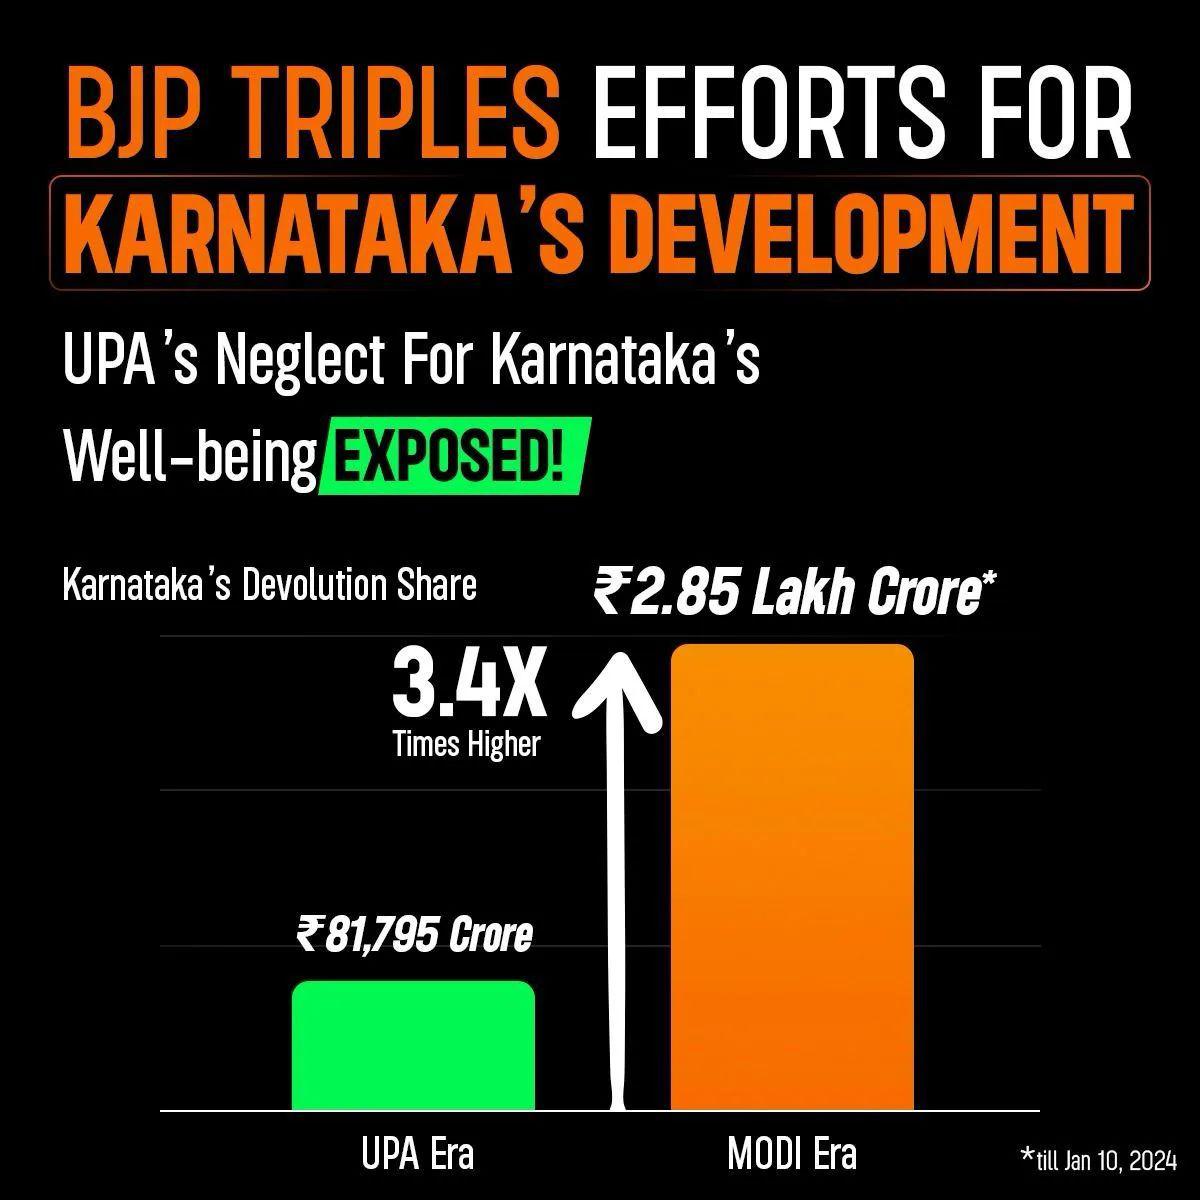 BJP TRIPLES EFFORTS FOR
KARNATAKA'S DEVELOPMENT
UPA's Neglect For Karnataka's
Well-being EXPOSED!
Karnataka's Devolution Share
₹2.85 Lakh Crore*
3.4X
Times Higher
₹81,795 Crore
UPA Era
MODI Era
*till Jan 10, 2024